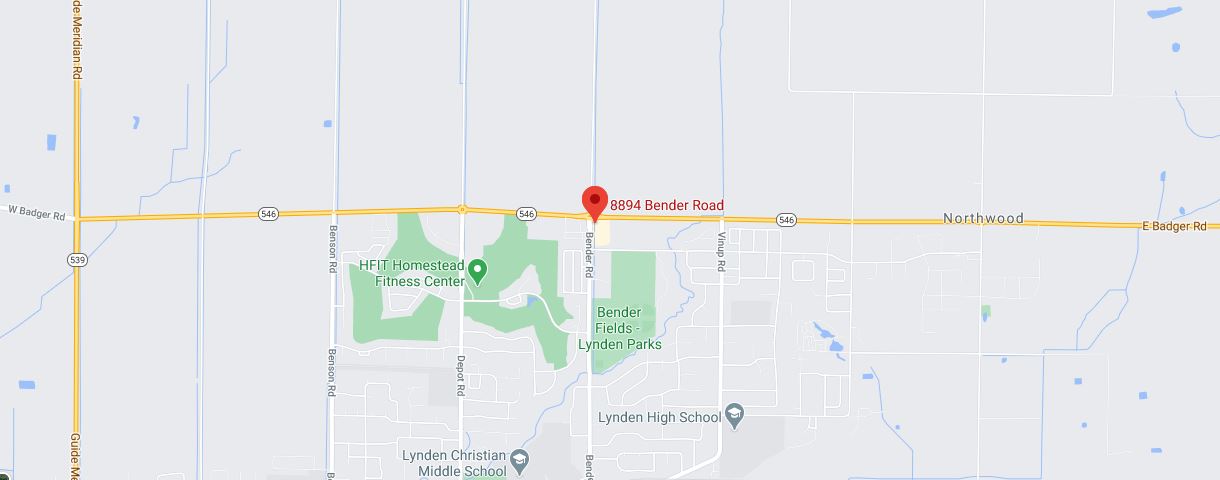 de Meridian Rd
8894 Bender Road
W Badger Rd
546
546
546
Northwood
E Badger Rd
539
Benson Rd
Bender Rd
Vinup Rd
HFIT Homestead
Fitness Center
Bender
Fields -
Lynden Parks
Benson Rd
Depot Rd
Lynden High School
Guide Me
Lynden Christian
Middle School
Bend
B